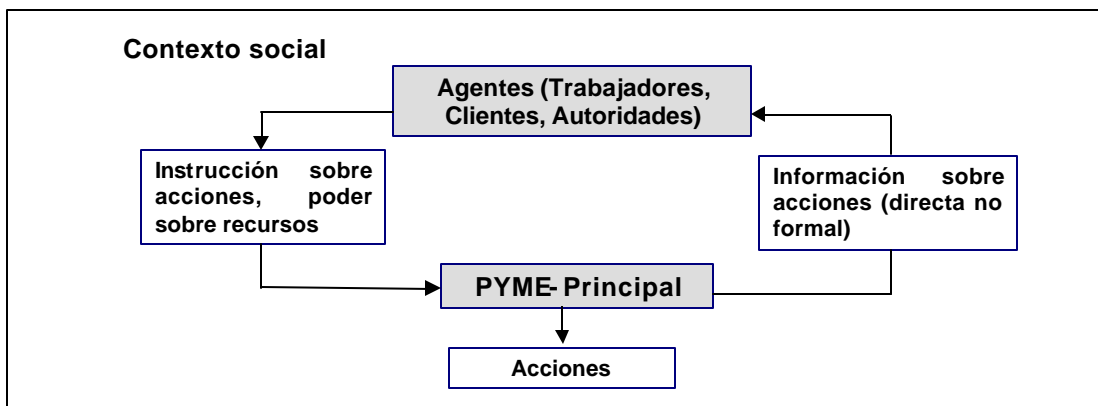 Contexto social
Agentes (Trabajadores,
Clientes, Autoridades)
Instrucción sobre
acciones, poder
sobre recursos
Información sobre
acciones (directa no
formal)
PYME- Principal
Acciones